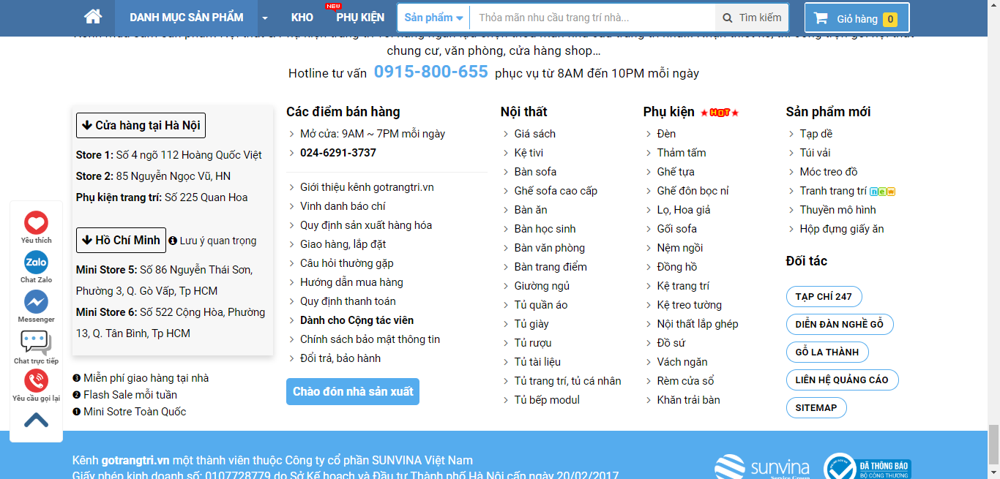 DANH MỤC SẢN PHẨM
KHO
NEW
PHỤ KIỆN
Sản phẩm
Thỏa mãn nhu cầu trang trí nhà...
Tìm kiếm
Giỏ hàng 0
chung cư, văn phòng, cửa hàng shop...
Hotline tư vấn 0915-800-655 phục vụ từ 8AM đến 10PM mỗi ngày
Cửa hàng tại Hà Nội
Store 1: Số 4 ngõ 112 Hoàng Quốc Việt
Store 2: 85 Nguyễn Ngọc Vũ, HN
Phụ kiện trang trí: Số 225 Quan Hoa
Hồ Chí Minh
Lưu ý quan trọng
Mini Store 5: Số 86 Nguyễn Thái Sơn,
Phường 3, Q. Gò Vấp, Tp HCM
Mini Store 6: Số 522 Cộng Hòa, Phường
13, Q. Tân Bình, Tp HCM
❸ Miễn phí giao hàng tại nhà
❷ Flash Sale mỗi tuần
❶ Mini Sotre Toàn Quốc
Các điểm bán hàng
Mở cửa: 9AM ~ 7PM mỗi ngày
024-6291-3737
Giới thiệu kênh gotrangtri.vn
Vinh danh báo chí
Quy định sản xuất hàng hóa
Giao hàng, lắp đặt
Câu hỏi thường gặp
Hướng dẫn mua hàng
Quy định thanh toán
Dành cho Cộng tác viên
Chính sách bảo mật thông tin
Đổi trả, bảo hành
Chào đón nhà sản xuất
Nội thất
Giá sách
Kệ tivi
Bàn sofa
Ghế sofa cao cấp
Bàn ăn
Bàn học sinh
Bàn văn phòng
Bàn trang điểm
Giường ngủ
Tủ quần áo
Tủ giày
Tủ rượu
Tủ tài liệu
Tủ trang trí, tủ cá nhân
Tủ bếp modul
Phụ kiện HOT
Đèn
Thảm tấm
Ghế tựa
Ghế đôn bọc nỉ
Lọ, Hoa giả
Gối sofa
Nệm ngồi
Đồng hồ
Kệ trang trí
Kệ treo tường
Nội thất lắp ghép
Đồ sứ
Vách ngăn
Rèm cửa sổ
Khăn trải bàn
Sản phẩm mới
Tạp dề
Túi vải
Móc treo đồ
Tranh trang trí new
Thuyền mô hình
Hộp đựng giấy ăn
Đối tác
TẠP CHÍ 247
DIỄN ĐÀN NGHỀ GỖ
GỖ LA THÀNH
LIÊN HỆ QUẢNG CÁO
SITEMAP
Yêu thích
Zalo
Chat Zalo
Messenger
Chat trực tiếp
Yêu cầu gọi lại
Kênh gotrangtri.vn một thành viên thuộc Công ty cổ phần SUNVINA Việt Nam
Giấy phép kinh doanh số: 0107728779 do Sở Kế hoạch và Đầu tư Thành phố Hà Nội cấp ngày 20/02/2017
sunvina
Service Group
ĐÃ THÔNG BÁO
BỘ CÔNG THƯƠNG